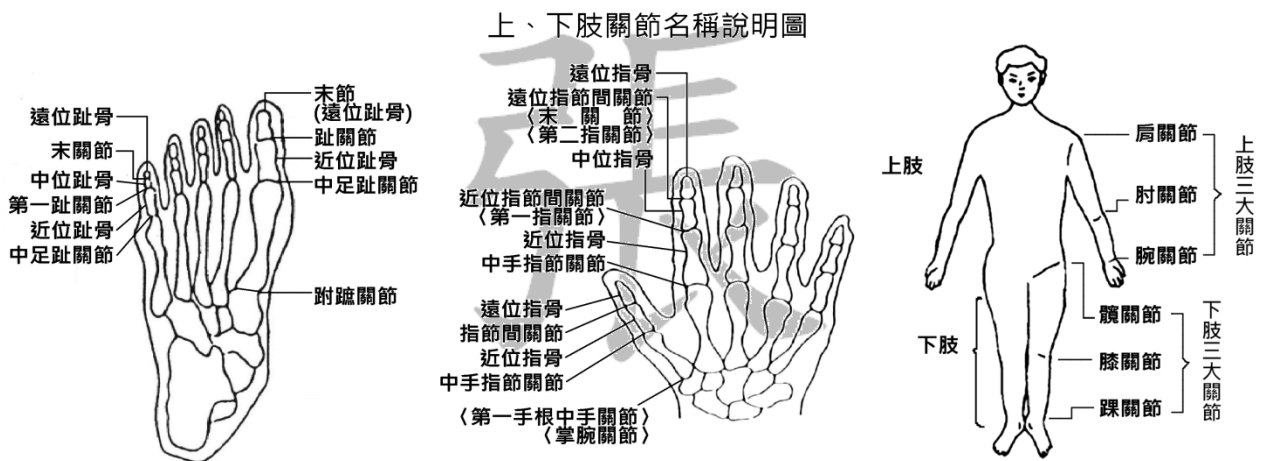 上、下肢關節名稱說明圖
遠位趾骨
末關節
中位趾骨
第一趾關節
近位趾骨
中足趾關節
末節
(遠位趾骨)
趾關節
近位趾骨
中足趾關節
跗蹠關節
張
遠位指骨
遠位指節間關節
〈末關節〉
〈第二指關節〉
中位指骨
近位指節間關節
〈第一指關節〉
近位指骨
中手指節關節
遠位指骨
指節間關節
近位指骨
中手指節關節
〈第一手根中手關節〉
〈掌腕關節〉
上肢
肩關節
肘關節
腕關節
上肢三大關節
下肢
髖關節
膝關節
踝關節
下肢三大關節